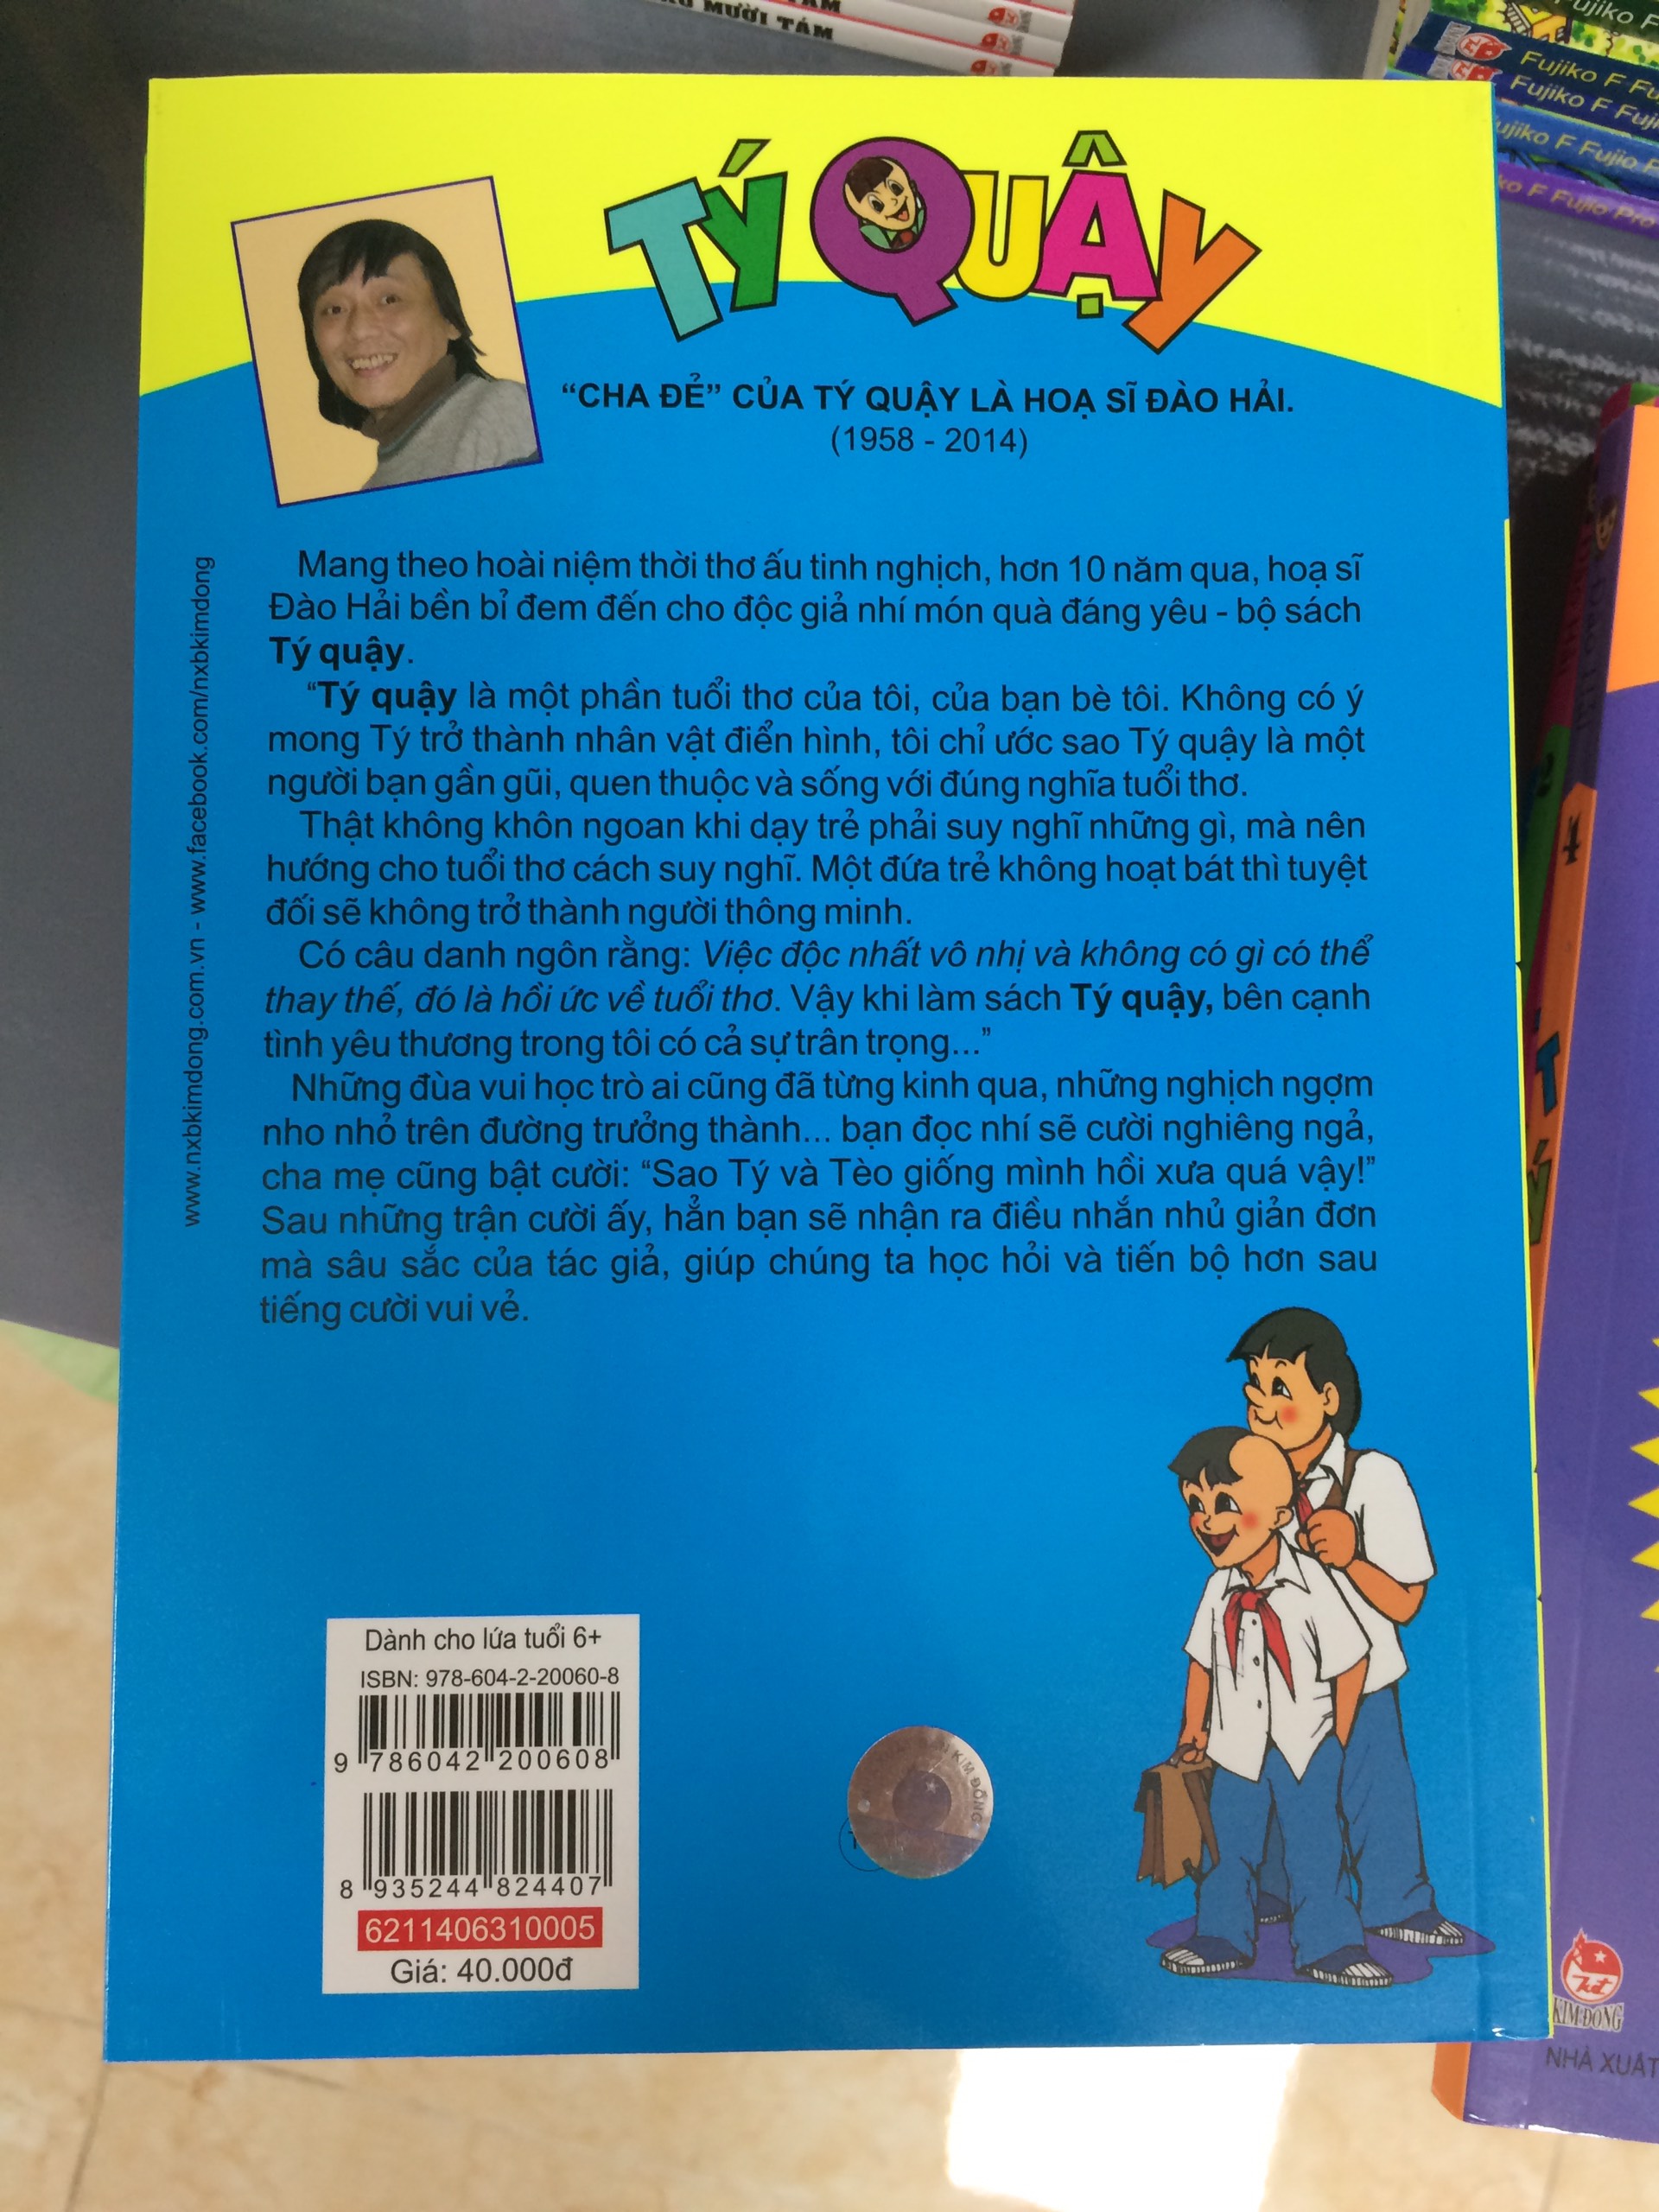 MƯỜI TÁM
Fujiko F Fu
Fujiko F Fuji
ujiko F Fujio P
ko F Fujio Pro
TÝ QUẬY
“CHA ĐẺ” CỦA TÝ QUẬY LÀ HOẠ SĨ ĐÀO HẢI.
(1958 - 2014)
Mang theo hoài niệm thời thơ ấu tinh nghịch, hơn 10 năm qua, hoạ sĩ
Đào Hải bền bỉ đem đến cho độc giả nhí món quà đáng yêu - bộ sách
Tý quậy.
“Tý quậy là một phần tuổi thơ của tôi, của bạn bè tôi. Không có ý
mong Tý trở thành nhân vật điển hình, tôi chỉ ước sao Tý quậy là một
người bạn gần gũi, quen thuộc và sống với đúng nghĩa tuổi thơ.
Thật không khôn ngoan khi dạy trẻ phải suy nghĩ những gì, mà nên
hướng cho tuổi thơ cách suy nghĩ. Một đứa trẻ không hoạt bát thì tuyệt
đối sẽ không trở thành người thông minh.
Có câu danh ngôn rằng: Việc độc nhất vô nhị và không có gì có thể
thay thế, đó là hồi ức về tuổi thơ. Vậy khi làm sách Tý quậy, bên cạnh
tình yêu thương trong tôi có cả sự trân trọng...”
Những đùa vui học trò ai cũng đã từng kinh qua, những nghịch ngợm
nho nhỏ trên đường trưởng thành... bạn đọc nhí sẽ cười nghiêng ngả,
cha mẹ cũng bật cười: “Sao Tý và Tèo giống mình hồi xưa quá vậy!”
Sau những trận cười ấy, hẳn bạn sẽ nhận ra điều nhắn nhủ giản đơn
mà sâu sắc của tác giả, giúp chúng ta học hỏi và tiến bộ hơn sau
tiếng cười vui vẻ.
www.nxbkimdong.com.vn - www.facebook.com/nxbkimdong
Dành cho lứa tuổi 6+
ISBN: 978-604-2-20060-8
9 786042 200608
8 935244 824407
6211406310005
Giá: 40.000đ
KIM ĐỒNG
4
KIM ĐỒNG
NHÀ XUẤT